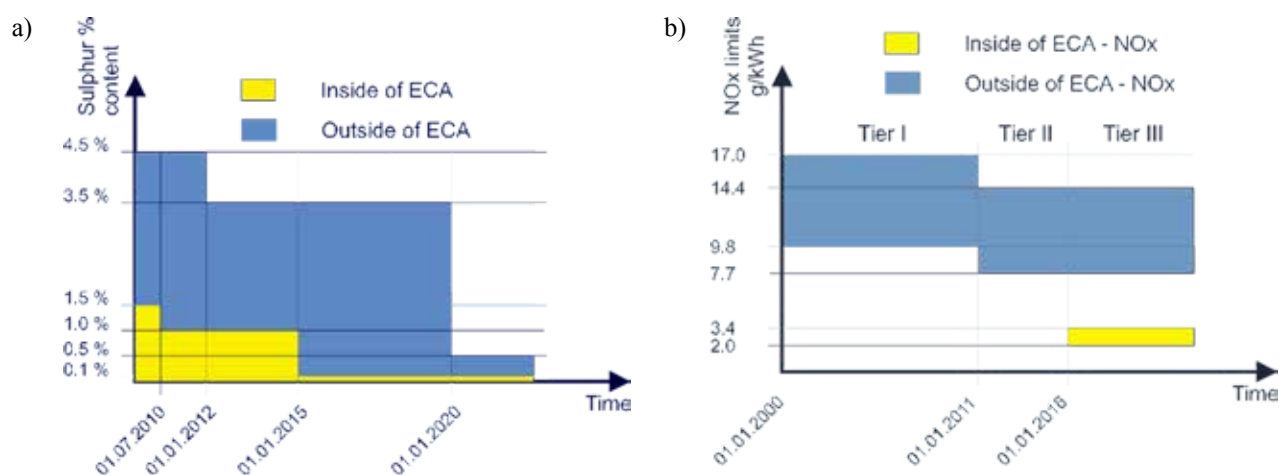 a)
Sulphur %
content
Inside of ECA
Outside of ECA
4.5 %
3.5 %
1.5 %
1.0 %
0.5 %
0.1 %
Time
01.07.2010
01.01.2012
01.01.2015
01.01.2020
b)
NOx limits
g/kWh
Inside of ECA - NOx
Outside of ECA - NOx
Tier I
Tier II
Tier III
17.0
14.4
9.8
7.7
3.4
2.0
Time
01.01.2000
01.01.2011
01.01.2016